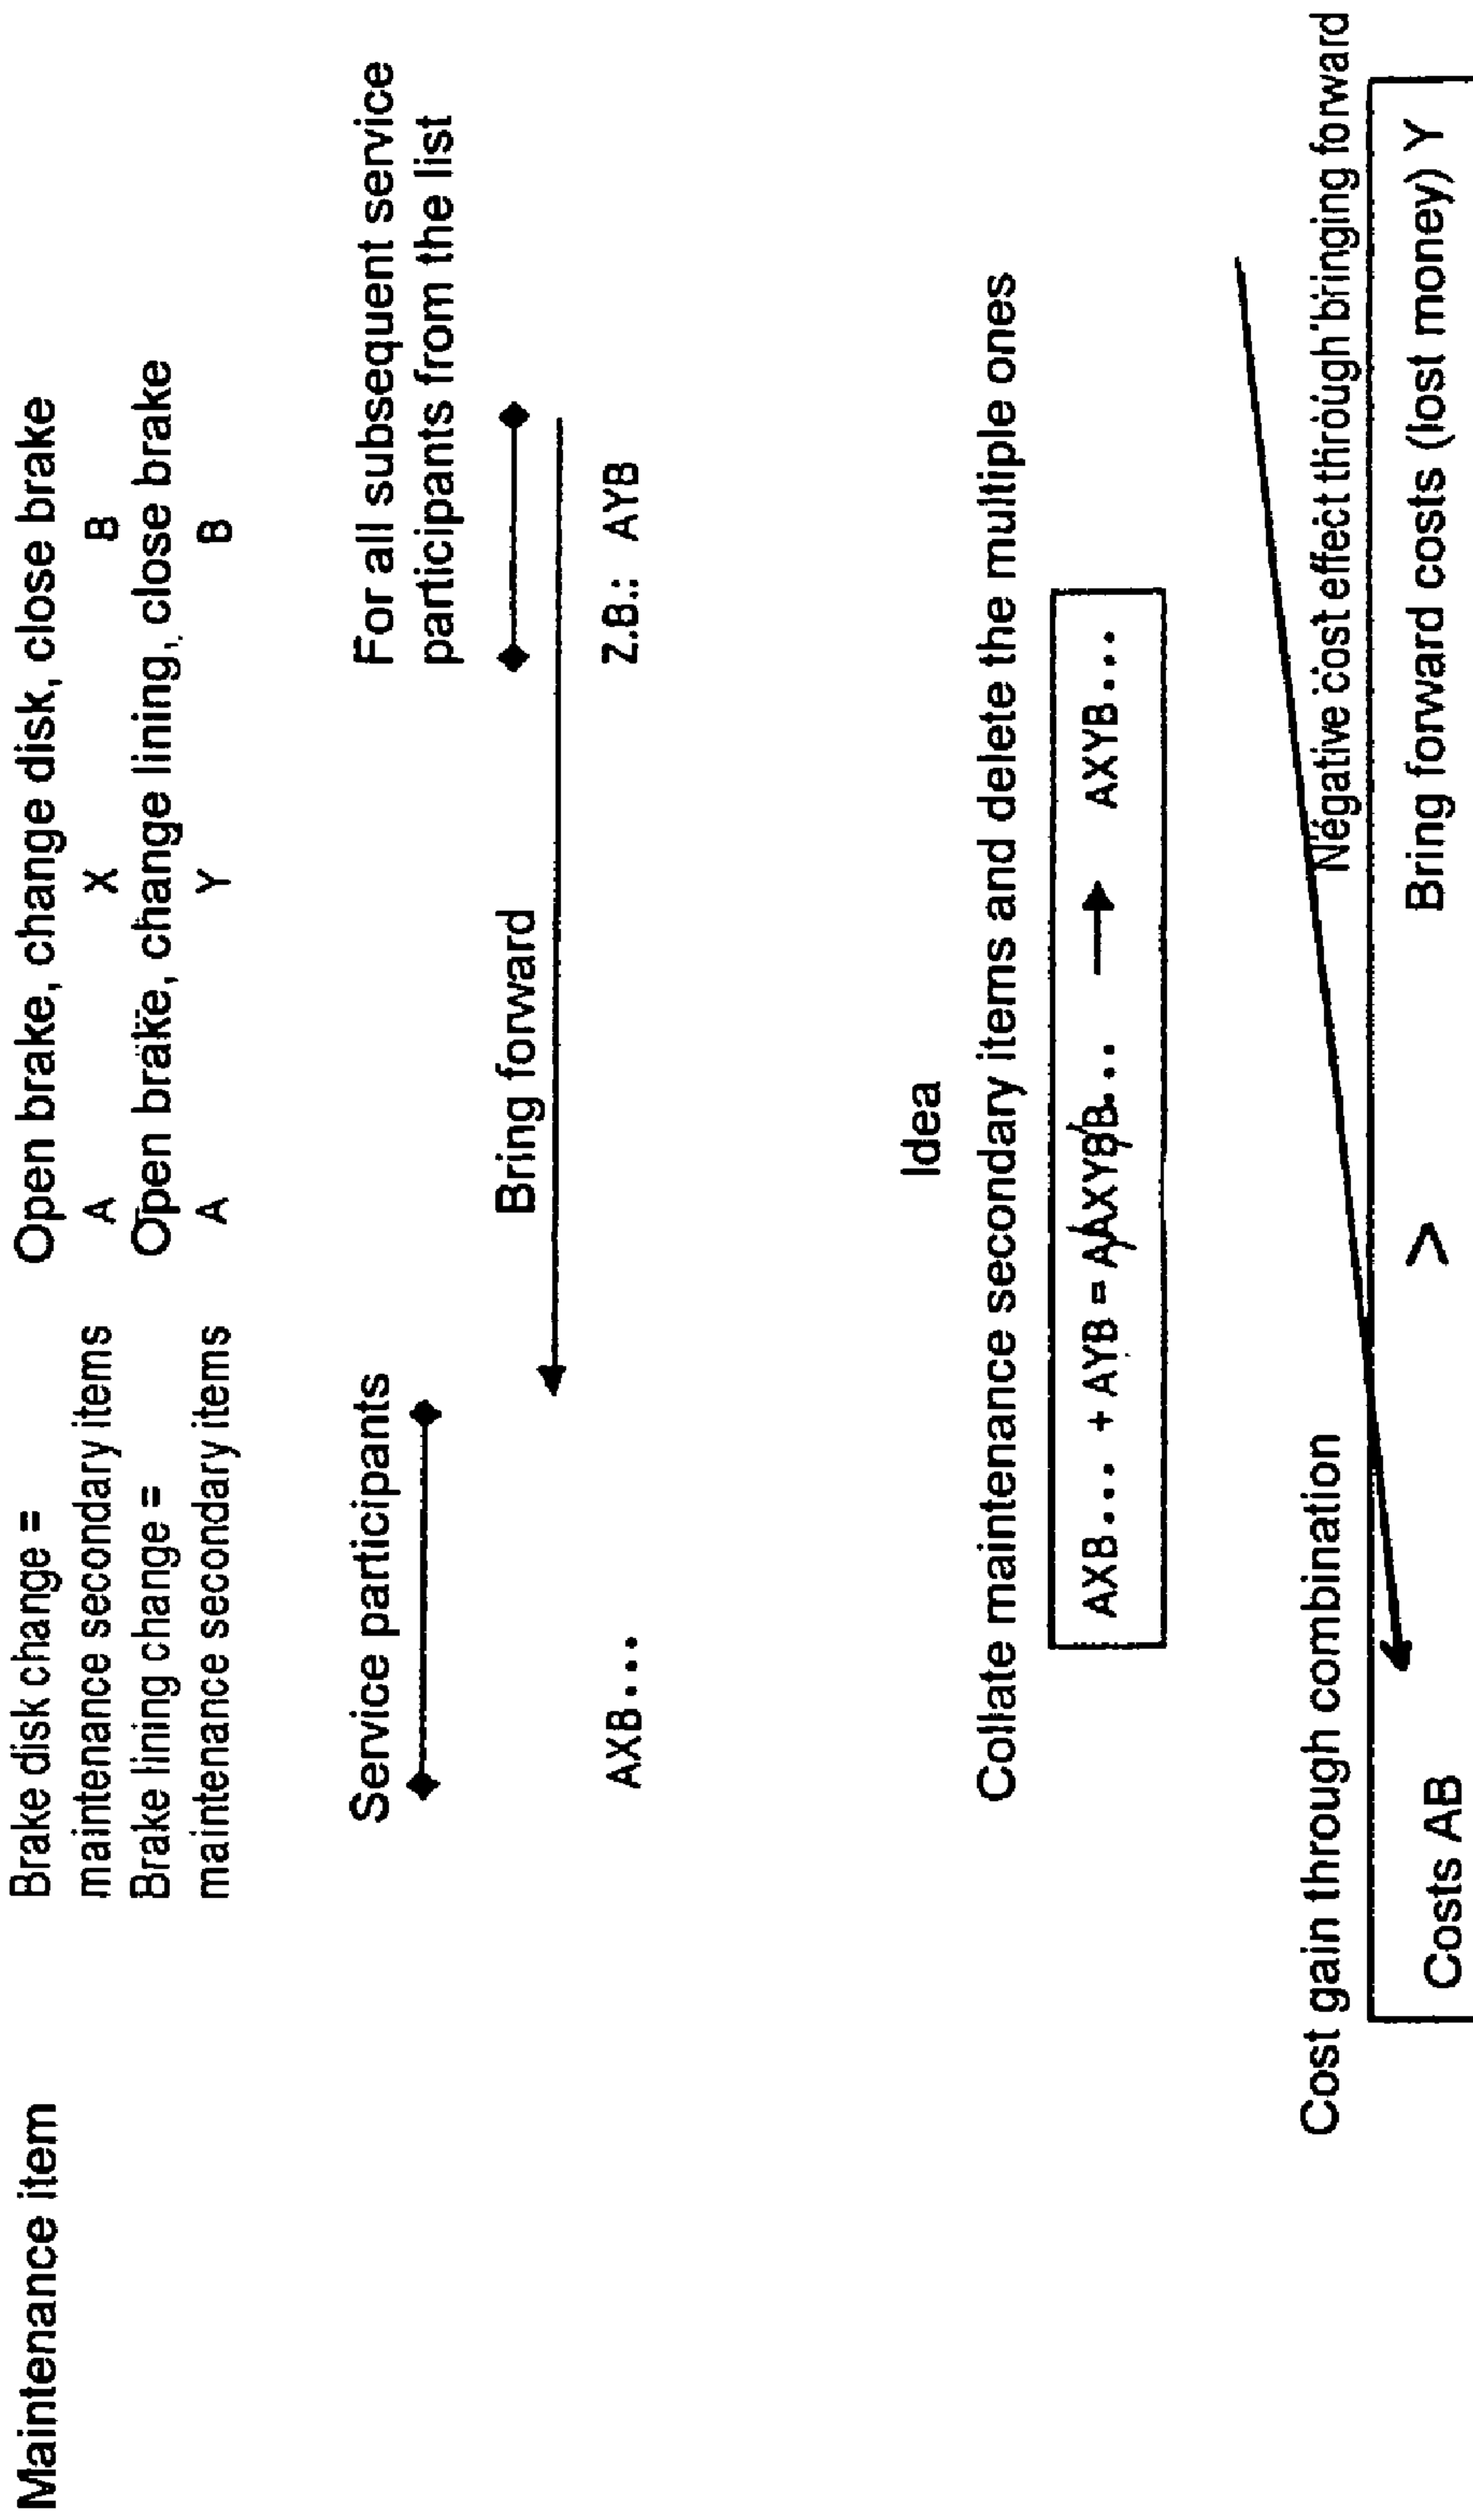 Maintenance item
Brake disk change = Open brake, change disk, close brake
maintenance secondary items A X B
Brake lining change = Open brake, change lining, close brake
maintenance secondary items A Y B
Service participants
For all subsequent service
participants from the list
Bring forward
AXB....
Z.B.: AYB
Idea
Collate maintenance secondary items and delete the multiple ones
AXB... + AYB = AAXYBB... → AXYB...
Cost gain through combination
Negative cost effect through bringing forward
Costs AB > Bring forward costs (lost money) Y